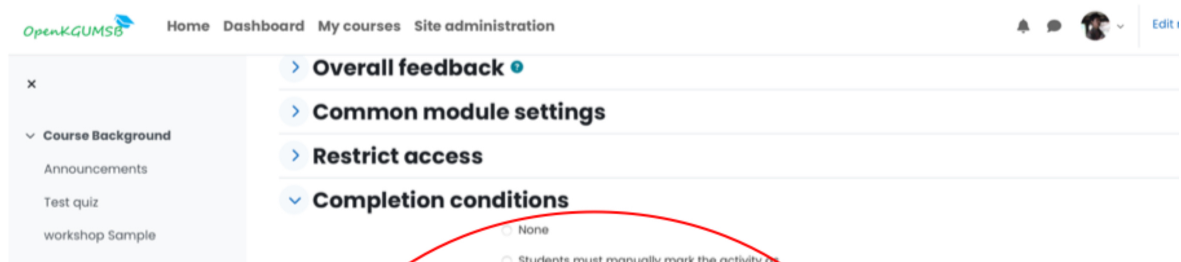 OpenKGUMSB
Home Dashboard My courses Site administration
Edit
×
Course Background
Announcements
Test quiz
workshop Sample
Overall feedback ?
Common module settings
Restrict access
Completion conditions
None
Students must manually mark the activity as